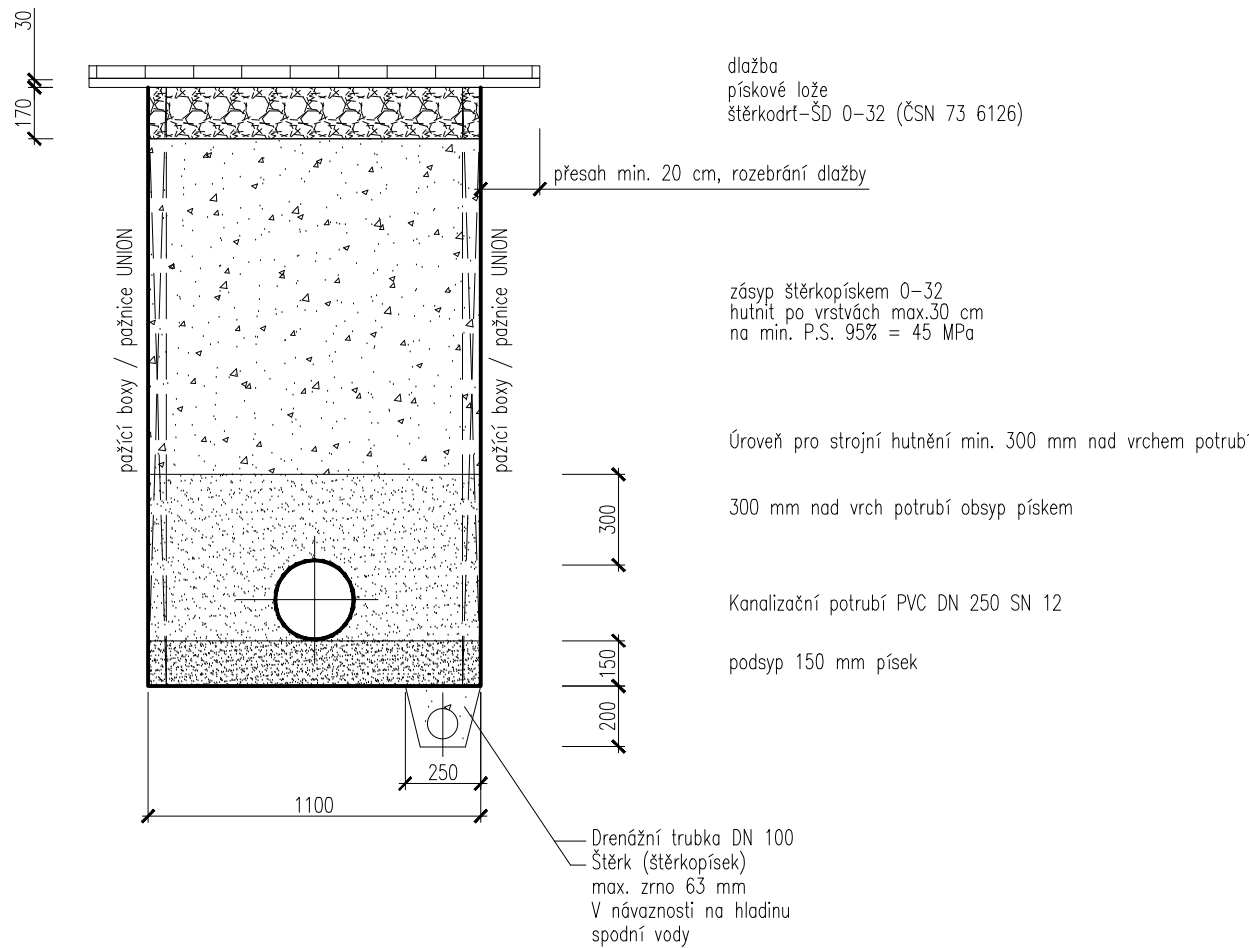 30
170
dlažba
pískové lože
štěrkodrť-ŠD 0-32 (ČSN 73 6126)
přesah min. 20 cm, rozebrání dlažby
pažící boxy / pažnice UNION
pažící boxy / pažnice UNION
zásyp štěrkopískem 0-32
hutnit po vrstvách max.30 cm
na min. P.S. 95% = 45 MPa
Úroveň pro strojní hutnění min. 300 mm nad vrchem potrubí
300
300 mm nad vrch potrubí obsyp pískem
Kanalizační potrubí PVC DN 250 SN 12
150
podsyp 150 mm písek
200
250
1100
Drenážní trubka DN 100
Štěrk (štěrkopísek)
max. zrno 63 mm
V návaznosti na hladinu
spodní vody